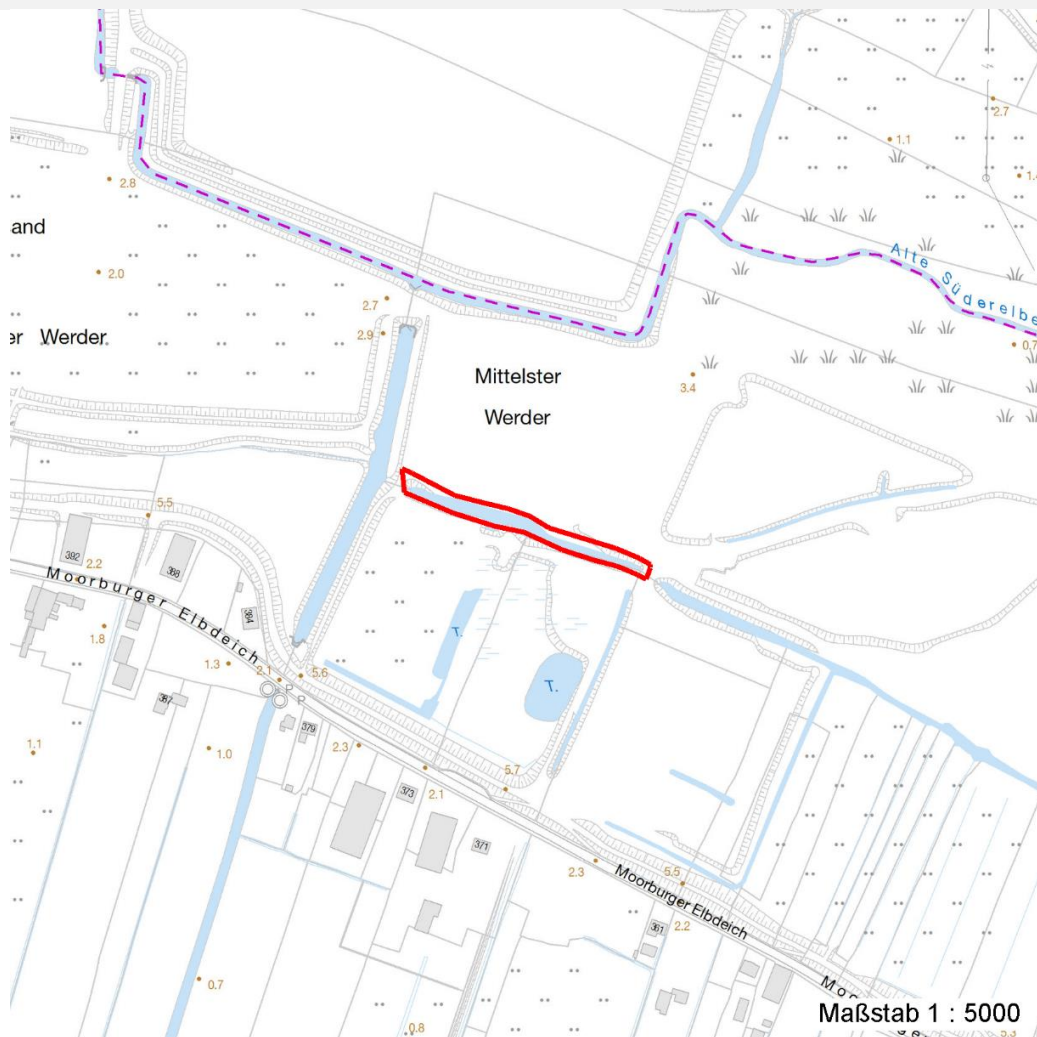 2.7
1.1
1.4
2.8
and
2.0
Alte Süderelbe
2.7
2.9
0.7
er Werder
Mittelster
Werder
3.4
5.5
392
388
2.2
Moorburger Elbdeich
384
T.
1.8
1.3
2.1
5.6
P
P
T.
387
379
1.1
1.0
2.3
5.7
2.1
373
371
2.3
Moorburger Elbdeich
5.5
361
2.2
0.7
0.8
Moo
Maßstab 1 : 5000
5.3